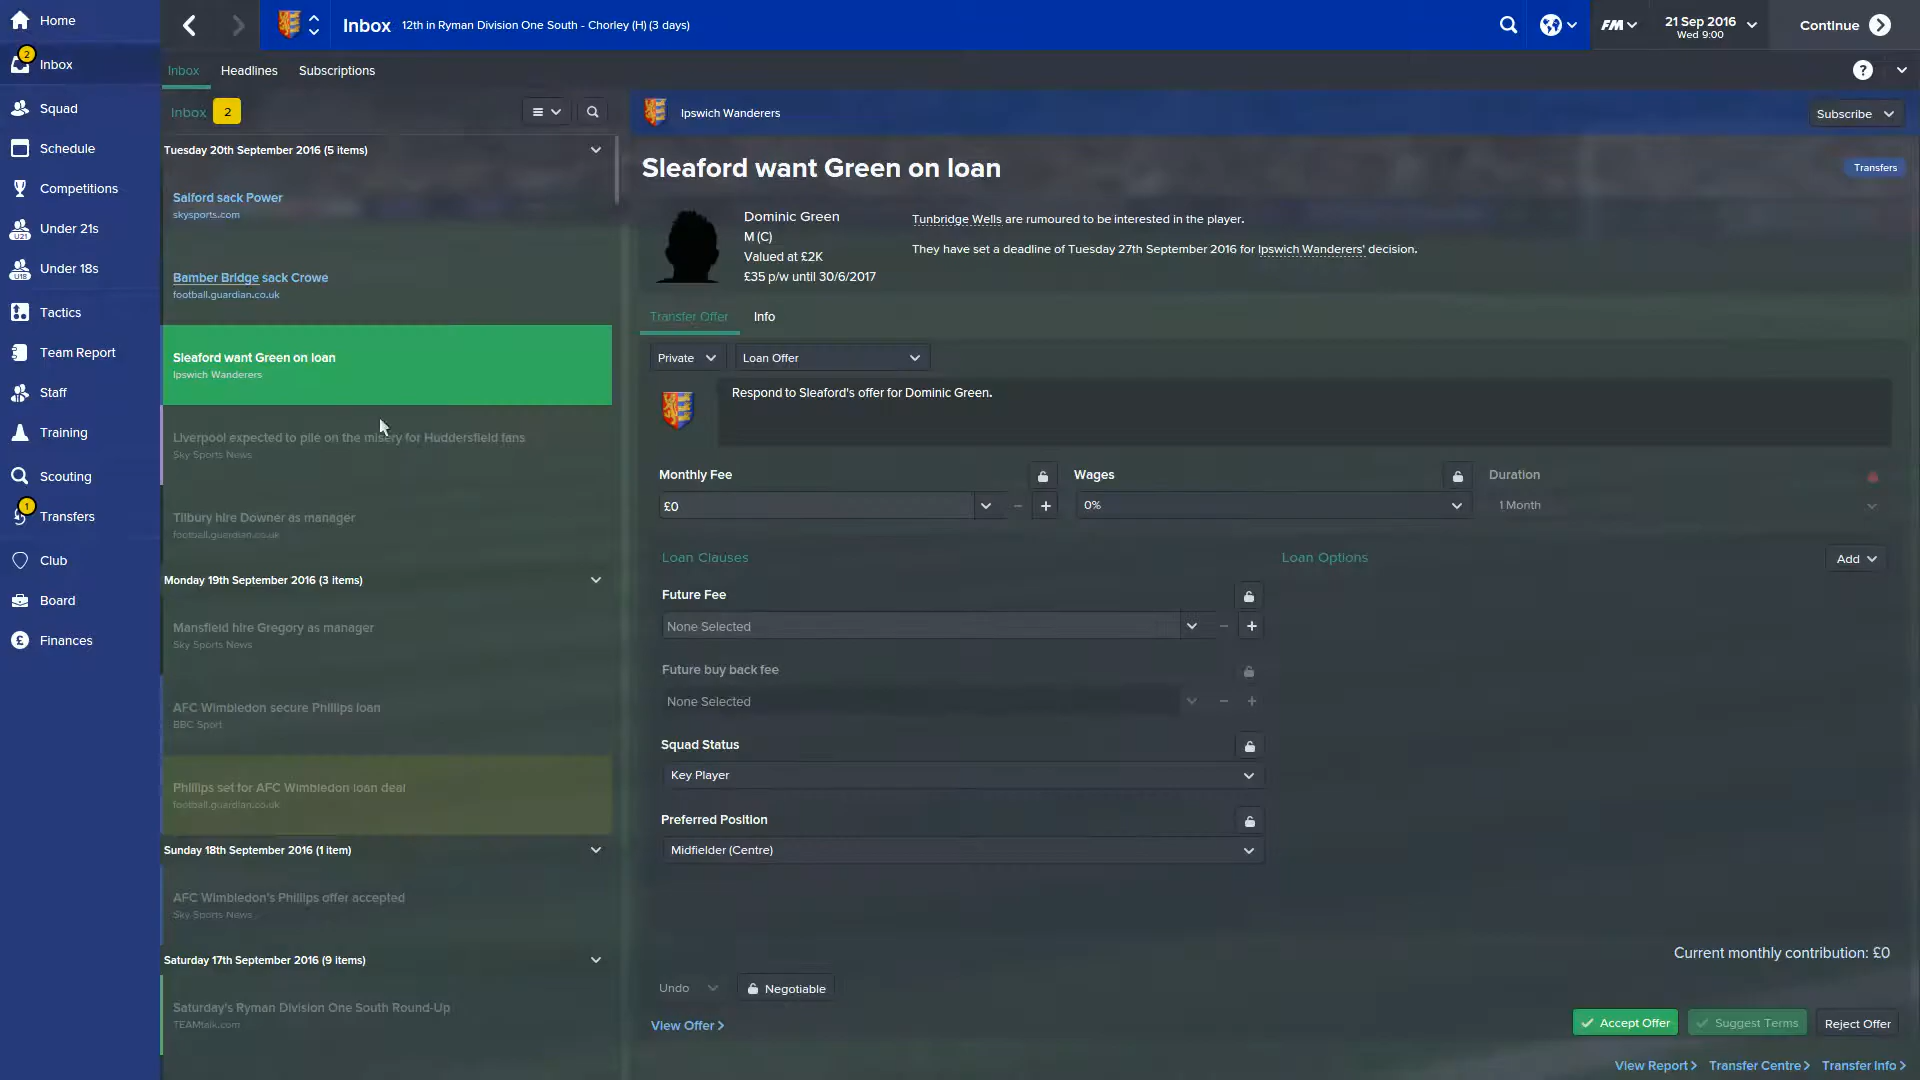 Home
2
Inbox
Squad
Schedule
Competitions
U21
Under 21s
U18
Under 18s
Tactics
Team Report
Staff
Training
Scouting
1
Transfers
Club
Board
£
Finances
Inbox
12th in Ryman Division One South - Chorley (H) (3 days)
FM
21 Sep 2016
Wed 9:00
Continue
Inbox
Headlines
Subscriptions
?
Inbox
2
Tuesday 20th September 2016 (5 items)
Salford sack Power
skysports.com
Bamber Bridge sack Crowe
football.guardian.co.uk
Sleaford want Green on loan
Ipswich Wanderers
Liverpool expected to pile on the misery for Huddersfield fans
Sky Sports News
Tilbury hire Downer as manager
football.guardian.co.uk
Monday 19th September 2016 (3 items)
Mansfield hire Gregory as manager
Sky Sports News
AFC Wimbledon secure Phillips loan
BBC Sport
Phillips set for AFC Wimbledon loan deal
football.guardian.co.uk
Sunday 18th September 2016 (1 item)
AFC Wimbledon's Phillips offer accepted
Sky Sports News
Saturday 17th September 2016 (9 items)
Saturday's Ryman Division One South Round-Up
TEAMtalk.com
Ipswich Wanderers
Subscribe
Sleaford want Green on loan
Transfers
Dominic Green
M (C)
Valued at £2K
£35 p/w until 30/6/2017
Tunbridge Wells are rumoured to be interested in the player.
They have set a deadline of Tuesday 27th September 2016 for Ipswich Wanderers' decision.
Transfer Offer
Info
Private
Loan Offer
Respond to Sleaford's offer for Dominic Green.
Monthly Fee
£0
Wages
0%
Duration
1 Month
Loan Clauses
Loan Options
Add
Future Fee
None Selected
Future buy back fee
None Selected
Squad Status
Key Player
Preferred Position
Midfielder (Centre)
Current monthly contribution: £0
Undo
Negotiable
View Offer
Accept Offer
Suggest Terms
Reject Offer
View Report
Transfer Centre
Transfer Info